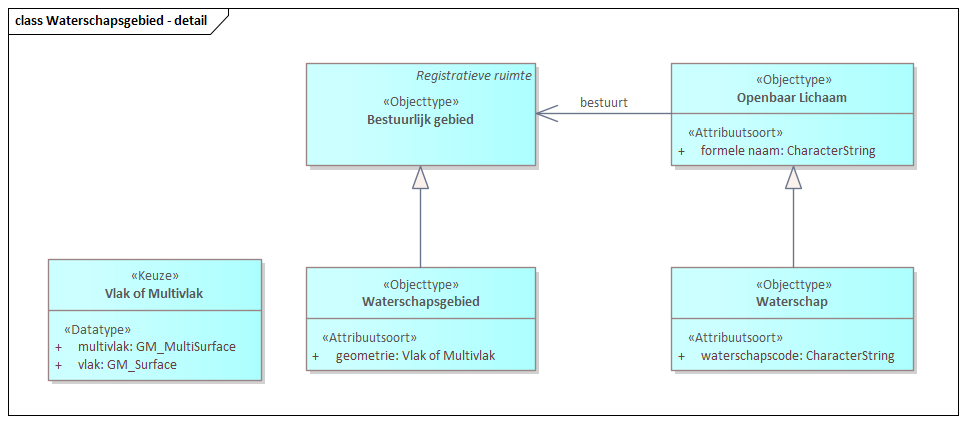 class Waterschapsgebied - detail
Registratieve ruimte
«Objecttype»
Bestuurlijk gebied
bestuurt
«Objecttype»
Openbaar Lichaam
«Attribuutsoort»
+ formele naam: CharacterString
«Keuze»
Vlak of Multivlak
«Datatype»
+ multivlak: GM_MultiSurface
+ vlak: GM_Surface
«Objecttype»
Waterschapsgebied
«Attribuutsoort»
+ geometrie: Vlak of Multivlak
«Objecttype»
Waterschap
«Attribuutsoort»
+ waterschapscode: CharacterString